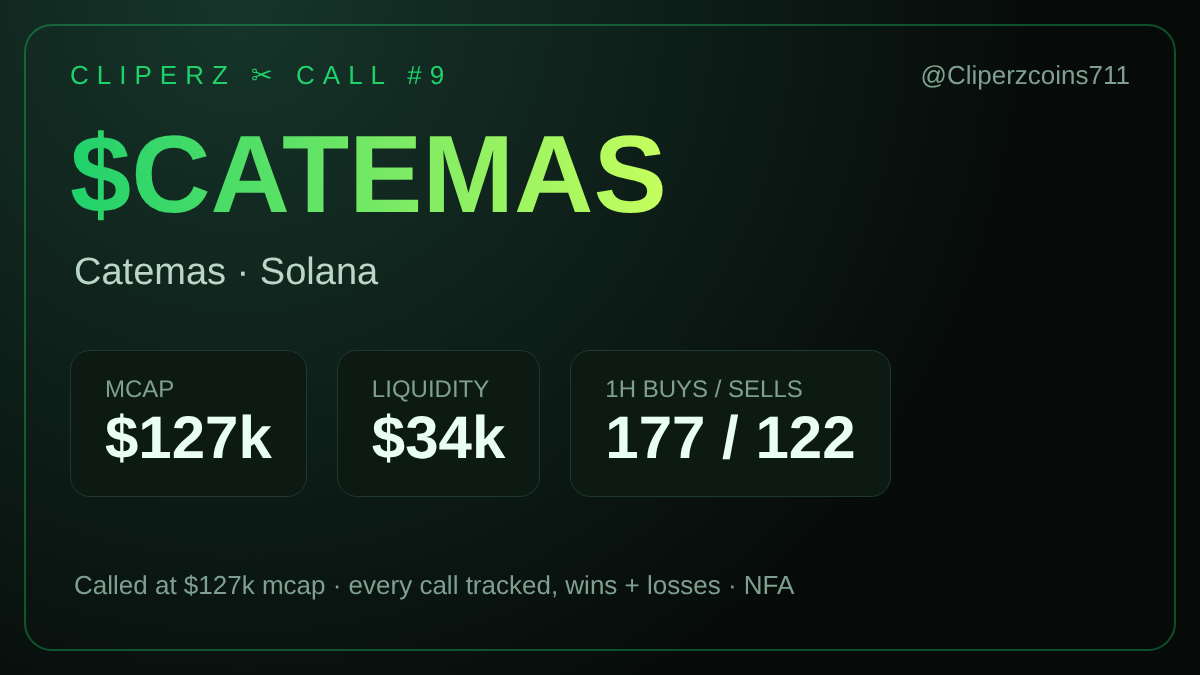 CLIPERZ ✂ CALL #9
@Cliperzcoins711
$CATEMAS
Catemas · Solana
MCAP
$127k
LIQUIDITY
$34k
1H BUYS / SELLS
177 / 122
Called at $127k mcap · every call tracked, wins + losses · NFA